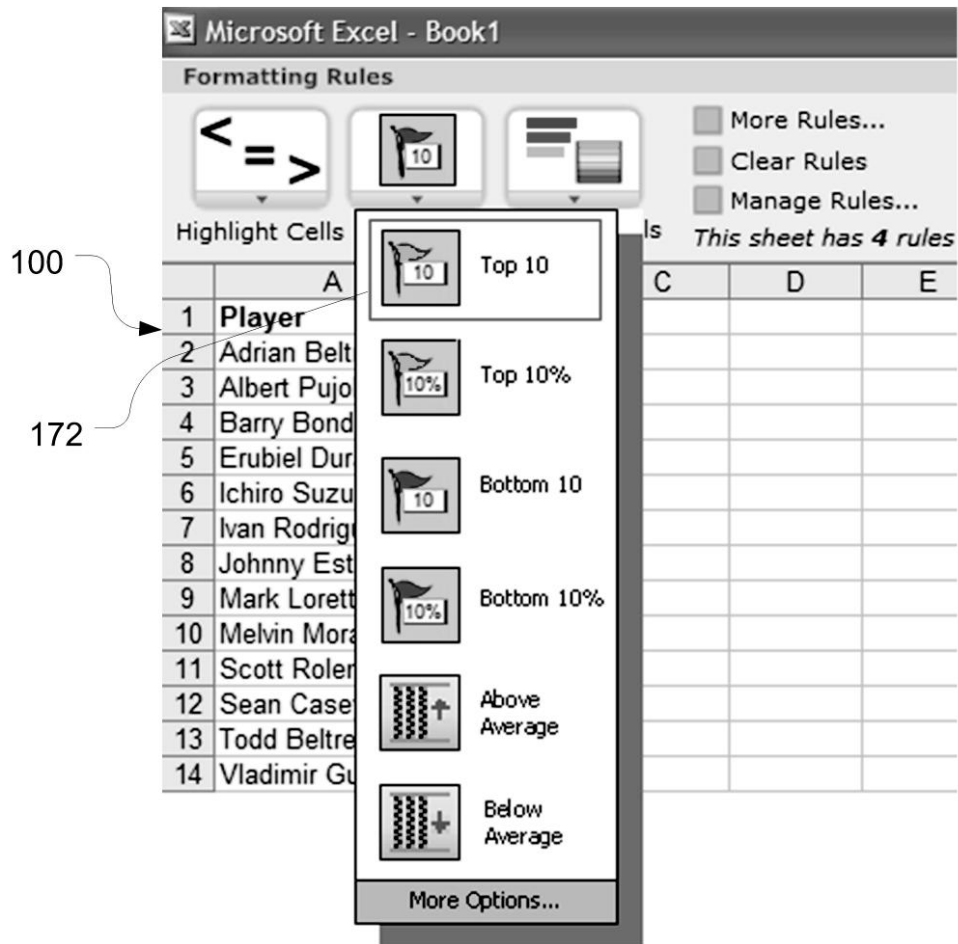 Microsoft Excel - Book1
Formatting Rules
< = >
10
More Rules...
Clear Rules
Manage Rules...
Highlight Cells
ls
This sheet has 4 rules
100
172
A
C
D
E
1 Player
2 Adrian Belt
3 Albert Pujo
4 Barry Bond
5 Erubiel Dur
6 Ichiro Suzu
7 Ivan Rodrig
8 Johnny Est
9 Mark Lorett
10 Melvin Mora
11 Scott Roler
12 Sean Case
13 Todd Beltre
14 Vladimir Gu
10 Top 10
10% Top 10%
10 Bottom 10
10% Bottom 10%
Above
Average
Below
Average
More Options...